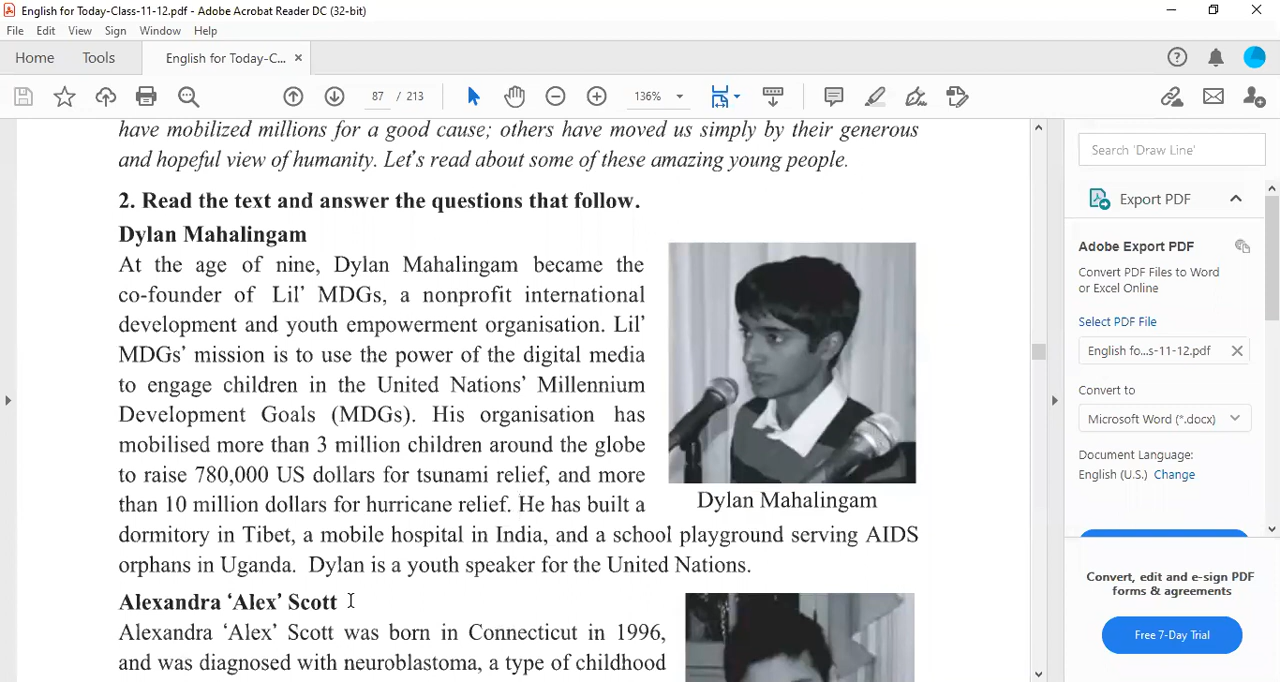 English for Today-Class-11-12.pdf - Adobe Acrobat Reader DC (32-bit)
File Edit View Sign Window Help
Home Tools English for Today-C... ×
87 / 213 136%
have mobilized millions for a good cause; others have moved us simply by their generous
and hopeful view of humanity. Let's read about some of these amazing young people.
2. Read the text and answer the questions that follow.
Dylan Mahalingam
At the age of nine, Dylan Mahalingam became the
co-founder of Lil’ MDGs, a nonprofit international
development and youth empowerment organisation. Lil’
MDGs’ mission is to use the power of the digital media
to engage children in the United Nations’ Millennium
Development Goals (MDGs). His organisation has
mobilised more than 3 million children around the globe
to raise 780,000 US dollars for tsunami relief, and more
than 10 million dollars for hurricane relief. He has built a
dormitory in Tibet, a mobile hospital in India, and a school playground serving AIDS
orphans in Uganda. Dylan is a youth speaker for the United Nations.
Dylan Mahalingam
Alexandra ‘Alex’ Scott
Alexandra ‘Alex’ Scott was born in Connecticut in 1996,
and was diagnosed with neuroblastoma, a type of childhood
Search 'Draw Line'
Export PDF
Adobe Export PDF
Convert PDF Files to Word
or Excel Online
Select PDF File
English fo...s-11-12.pdf
Convert to
Microsoft Word (*.docx)
Document Language:
English (U.S.) Change
Convert, edit and e-sign PDF
forms & agreements
Free 7-Day Trial